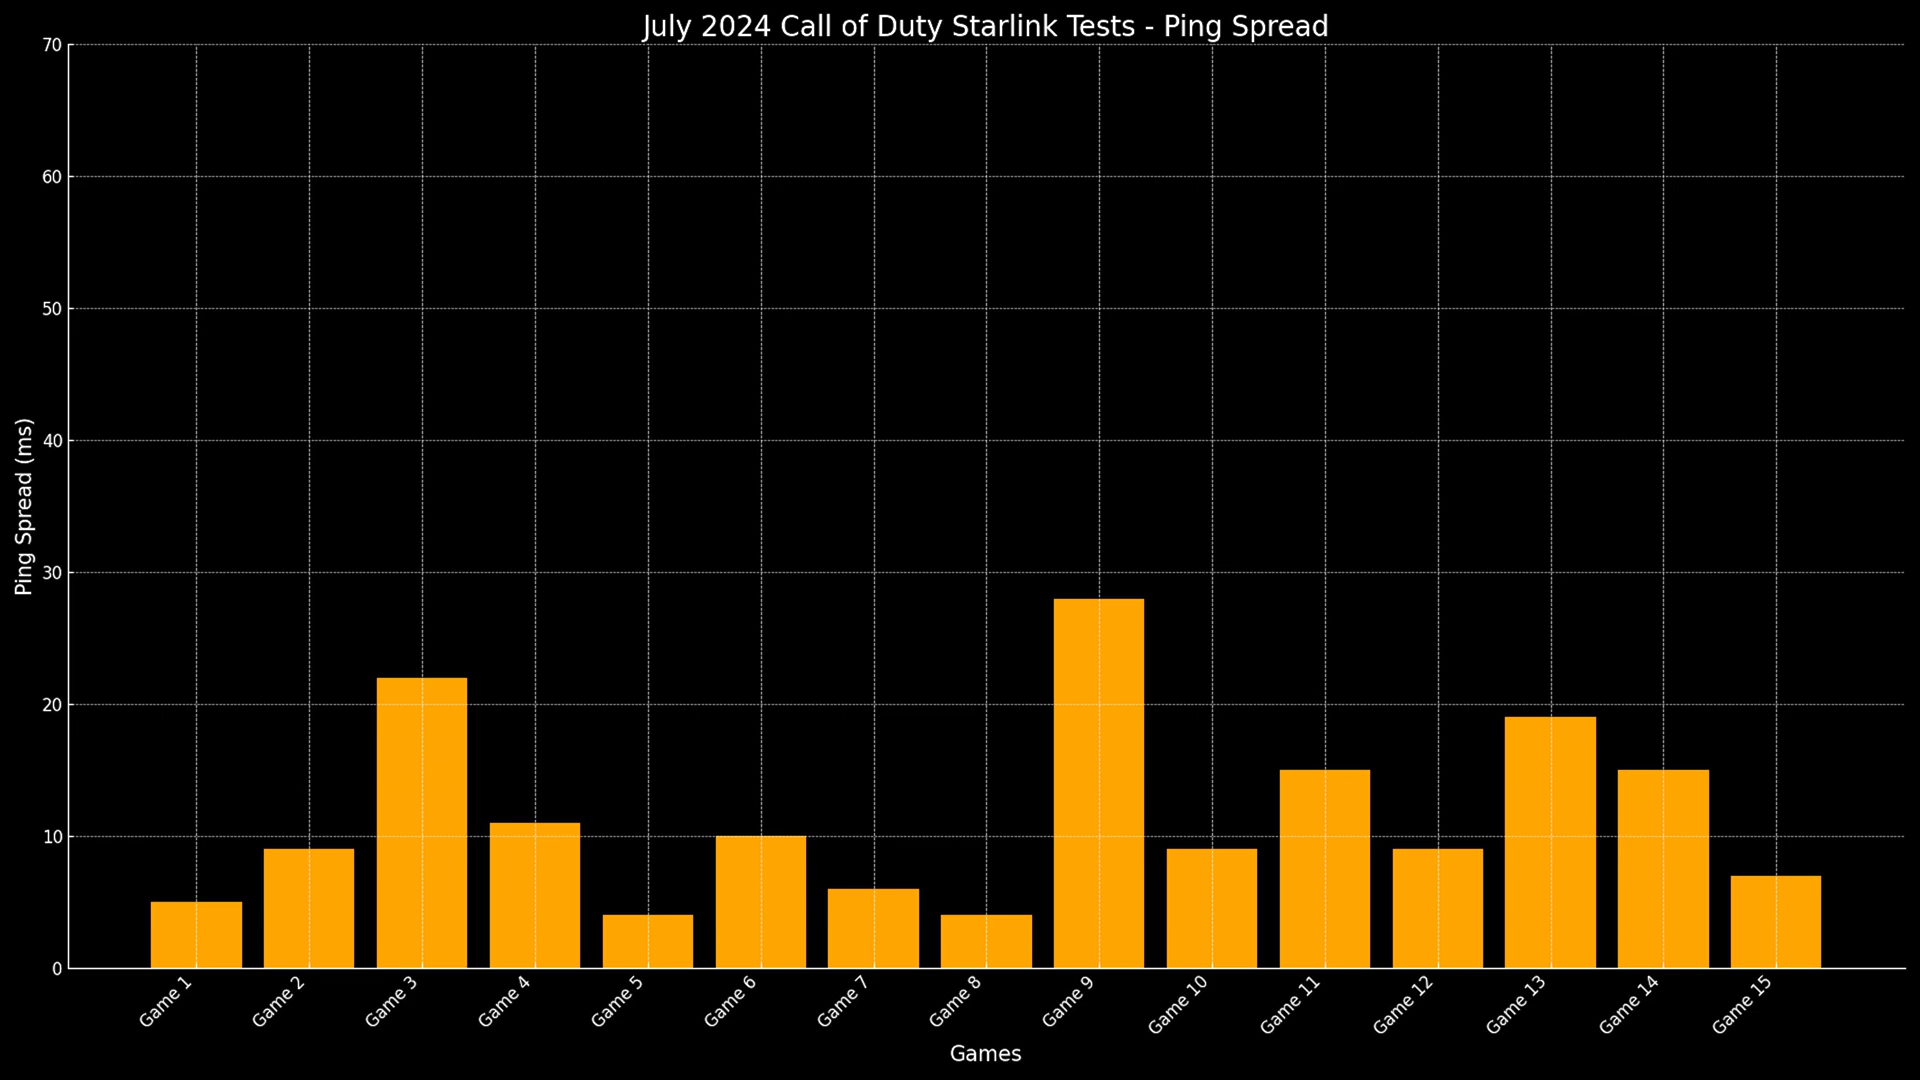 July 2024 Call of Duty Starlink Tests - Ping Spread
70
60
50
40
30
20
10
0
Ping Spread (ms)
Game 1
Game 2
Game 3
Game 4
Game 5
Game 6
Game 7
Game 8
Game 9
Game 10
Game 11
Game 12
Game 13
Game 14
Game 15
Games